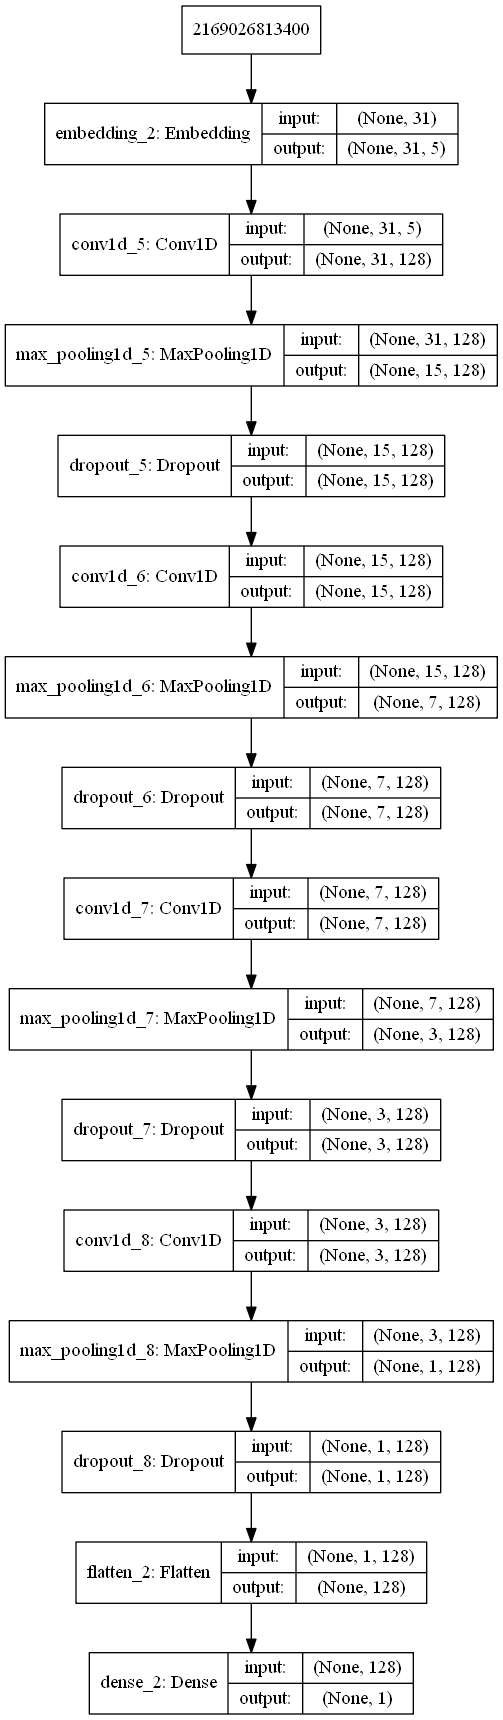 2169026813400
embedding_2: Embedding
input: (None, 31)
output: (None, 31, 5)
conv1d_5: Conv1D
input: (None, 31, 5)
output: (None, 31, 128)
max_pooling1d_5: MaxPooling1D
input: (None, 31, 128)
output: (None, 15, 128)
dropout_5: Dropout
input: (None, 15, 128)
output: (None, 15, 128)
conv1d_6: Conv1D
input: (None, 15, 128)
output: (None, 15, 128)
max_pooling1d_6: MaxPooling1D
input: (None, 15, 128)
output: (None, 7, 128)
dropout_6: Dropout
input: (None, 7, 128)
output: (None, 7, 128)
conv1d_7: Conv1D
input: (None, 7, 128)
output: (None, 7, 128)
max_pooling1d_7: MaxPooling1D
input: (None, 7, 128)
output: (None, 3, 128)
dropout_7: Dropout
input: (None, 3, 128)
output: (None, 3, 128)
conv1d_8: Conv1D
input: (None, 3, 128)
output: (None, 3, 128)
max_pooling1d_8: MaxPooling1D
input: (None, 3, 128)
output: (None, 1, 128)
dropout_8: Dropout
input: (None, 1, 128)
output: (None, 1, 128)
flatten_2: Flatten
input: (None, 1, 128)
output: (None, 128)
dense_2: Dense
input: (None, 128)
output: (None, 1)